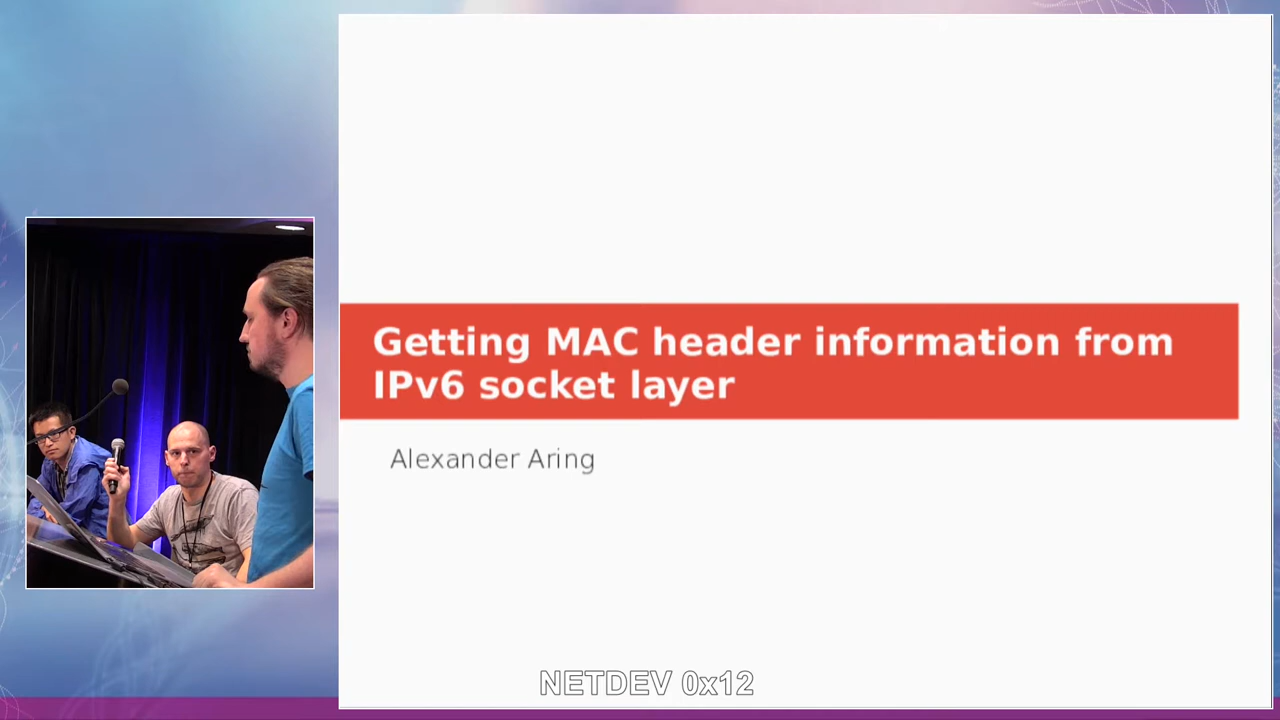 Getting MAC header information from
IPv6 socket layer
Alexander Aring
NETDEV 0x12